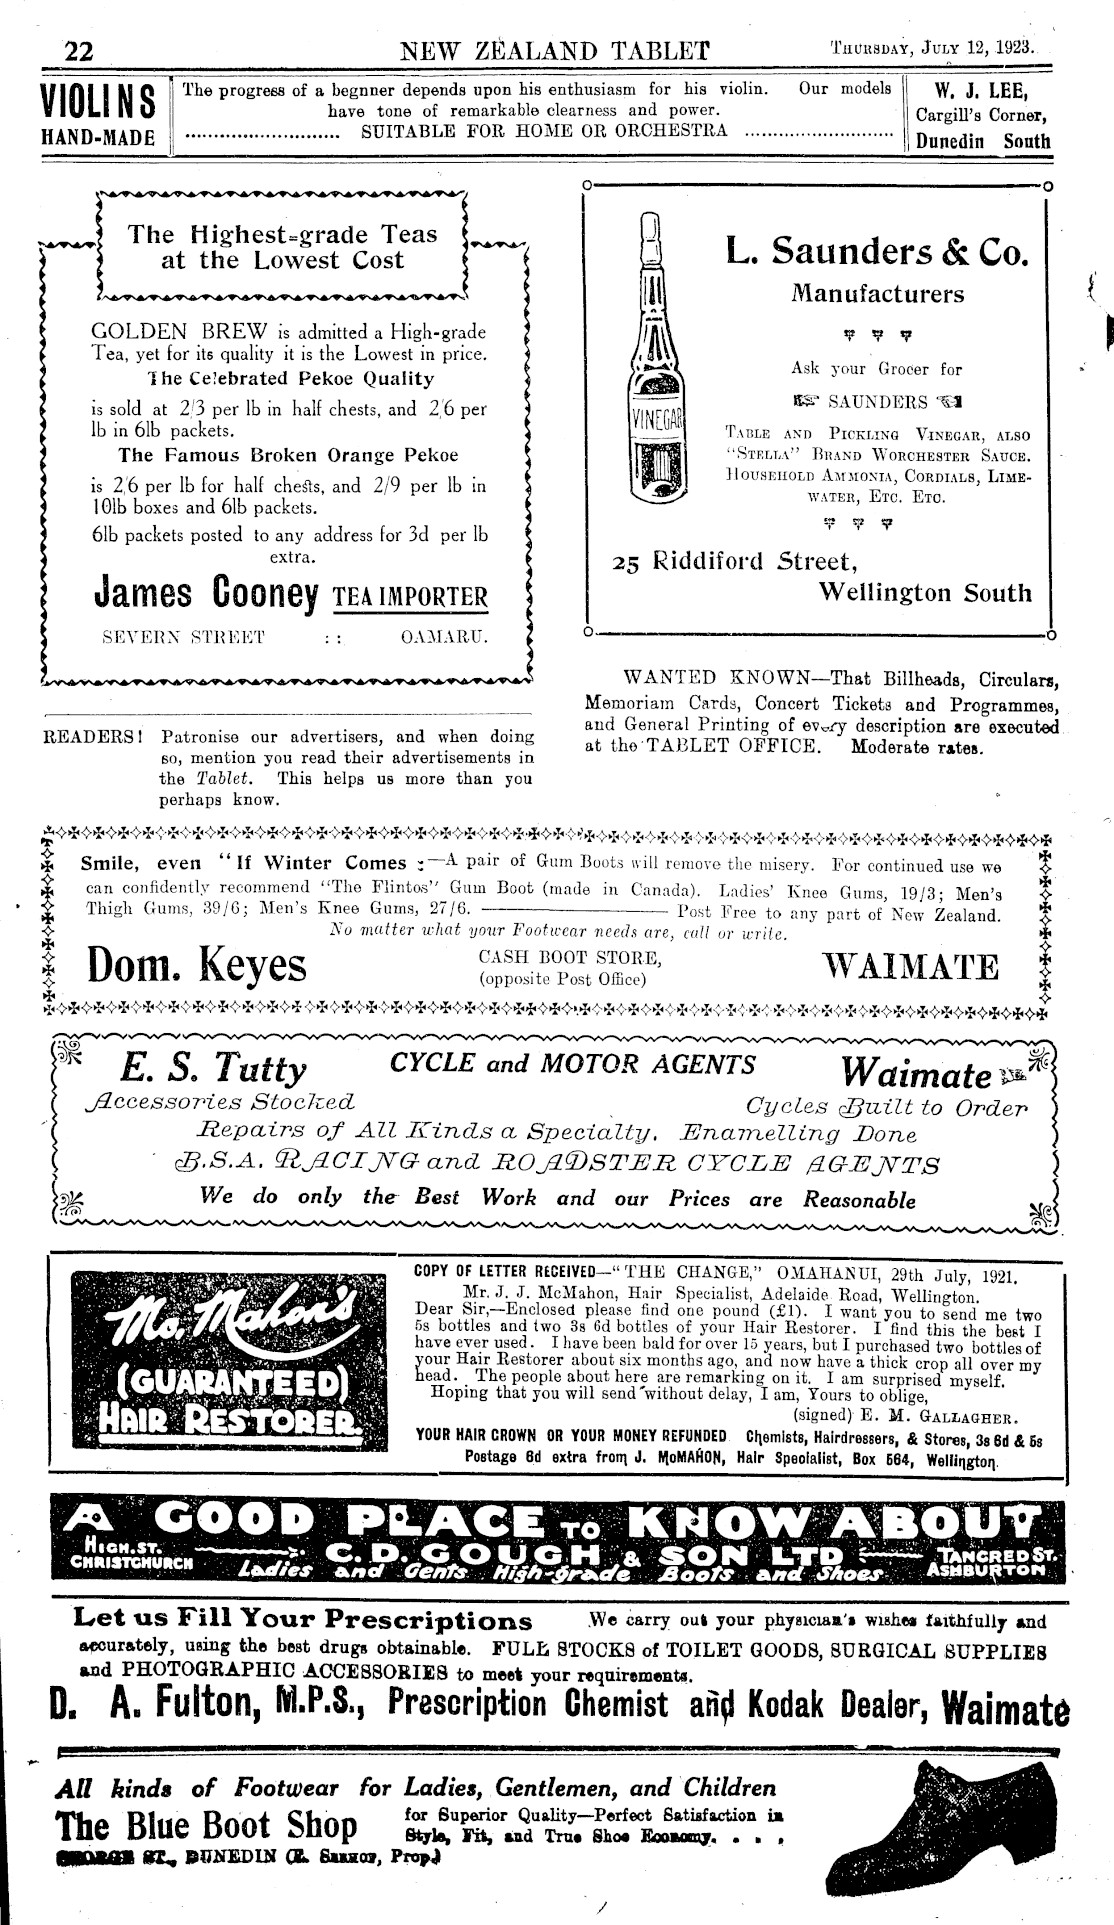 22
NEW ZEALAND TABLET
THURSDAY, JULY 12, 1923.
VIOLINS
HAND-MADE
The progress of a begnner depends upon his enthusiasm for his violin. Our models
have tone of remarkable clearness and power.
SUITABLE FOR HOME OR ORCHESTRA
W. J. LEE,
Cargill's Corner,
Dunedin South
The Highest-grade Teas
at the Lowest Cost
GOLDEN BREW is admitted a High-grade
Tea, yet for its quality it is the Lowest in price.
The Celebrated Pekoe Quality
is sold at 2/3 per lb in half chests, and 2/6 per
lb in 6lb packets.
The Famous Broken Orange Pekoe
is 2/6 per lb for half chests, and 2/9 per lb in
10lb boxes and 6lb packets.
6lb packets posted to any address for 3d per lb
extra.
James Cooney TEA IMPORTER
SEVERN STREET :: OAMARU.
READERS! Patronise our advertisers, and when doing
so, mention you read their advertisements in
the Tablet. This helps us more than you
perhaps know.
L. Saunders & Co.
Manufacturers
Ask your Grocer for
SAUNDERS
VINEGAR
TABLE AND PICKLING VINEGAR, ALSO
"STELLA" BRAND WORCHESTER SAUCE.
HOUSEHOLD AMMONIA, CORDIALS, LIME-
WATER, ETC. ETC.
25 Riddiford Street,
Wellington South
WANTED KNOWN—That Billheads, Circulars,
Memoriam Cards, Concert Tickets and Programmes,
and General Printing of every description are executed
at the TABLET OFFICE. Moderate rates.
Smile, even "If Winter Comes :—A pair of Gum Boots will remove the misery. For continued use we
can confidently recommend "The Flintos" Gum Boot (made in Canada). Ladies' Knee Gums, 19/3; Men's
Thigh Gums, 39/6; Men's Knee Gums, 27/6. ——— Post Free to any part of New Zealand.
No matter what your Footwear needs are, call or write.
Dom. Keyes
CASH BOOT STORE,
(opposite Post Office)
WAIMATE
E. S. Tutty CYCLE and MOTOR AGENTS Waimate
Accessories Stocked Cycles Built to Order
Repairs of All Kinds a Specialty. Enamelling Done
B.S.A. RACING and ROADSTER CYCLE AGENTS
We do only the Best Work and our Prices are Reasonable
Mc. Mahon's
(GUARANTEED)
HAIR RESTORER.
COPY OF LETTER RECEIVED—"THE CHANGE," OMAHANUI, 29th July, 1921.
Mr. J. J. McMahon, Hair Specialist, Adelaide Road, Wellington.
Dear Sir,—Enclosed please find one pound (£1). I want you to send me two
5s bottles and two 3s 6d bottles of your Hair Restorer. I find this the best I
have ever used. I have been bald for over 15 years, but I purchased two bottles of
your Hair Restorer about six months ago, and now have a thick crop all over my
head. The people about here are remarking on it. I am surprised myself.
Hoping that you will send without delay, I am, Yours to oblige,
(signed) E. M. GALLAGHER.
YOUR HAIR CROWN OR YOUR MONEY REFUNDED Chemists, Hairdressers, & Stores, 3s 6d & 5s
Postage 6d extra from J. McMAHON, Hair Specialist, Box 564, Wellington.
A GOOD PLACE TO KNOW ABOUT
HIGH. ST.
CHRISTCHURCH
C. D. GOUGH & SON LTD
TANCRED ST.
ASHBURTON
Ladies and Gents High-grade Boots and Shoes
Let us Fill Your Prescriptions We carry out your physician's wishes faithfully and
accurately, using the best drugs obtainable. FULL STOCKS of TOILET GOODS, SURGICAL SUPPLIES
and PHOTOGRAPHIC ACCESSORIES to meet your requirements.
D. A. Fulton, M.P.S., Prescription Chemist and Kodak Dealer, Waimate
All kinds of Footwear for Ladies, Gentlemen, and Children
The Blue Boot Shop
for Superior Quality—Perfect Satisfaction in
Style, Fit, and True Shoe Economy. . . .
GEORGE ST., DUNEDIN Prop.)